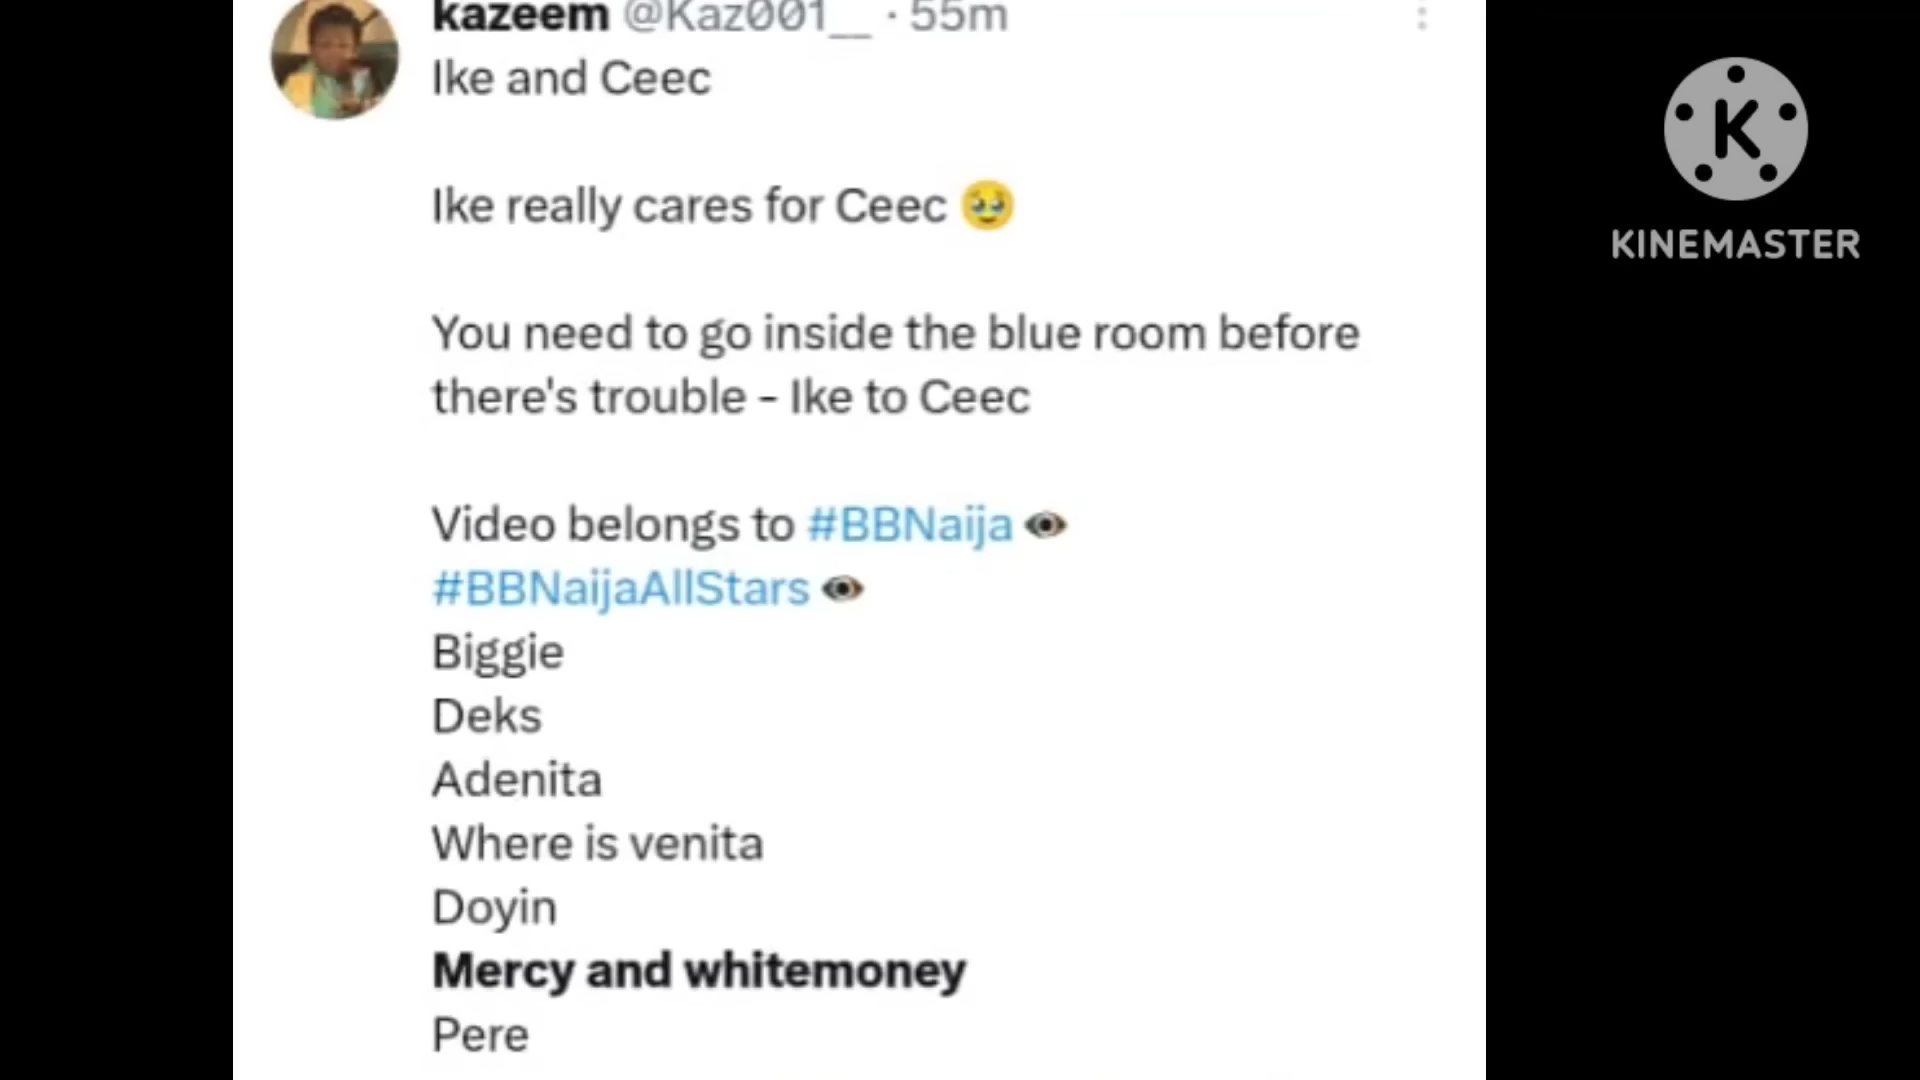 kazeem @Kaz001__ · 55m
Ike and Ceec
Ike really cares for Ceec 🥹
You need to go inside the blue room before
there's trouble - Ike to Ceec
Video belongs to #BBNaija 👁
#BBNaijaAllStars 👁
Biggie
Deks
Adenita
Where is venita
Doyin
Mercy and whitemoney
Pere
K
KINEMASTER